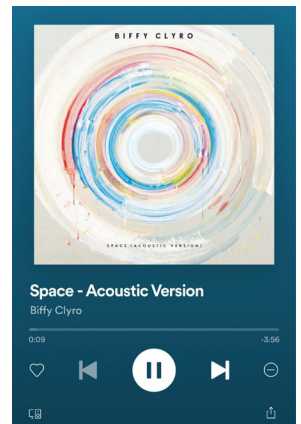 BIFFY CLYRO
SPACE (ACOUSTIC VERSION)
Space - Acoustic Version
Biffy Clyro
0:09 -3:56